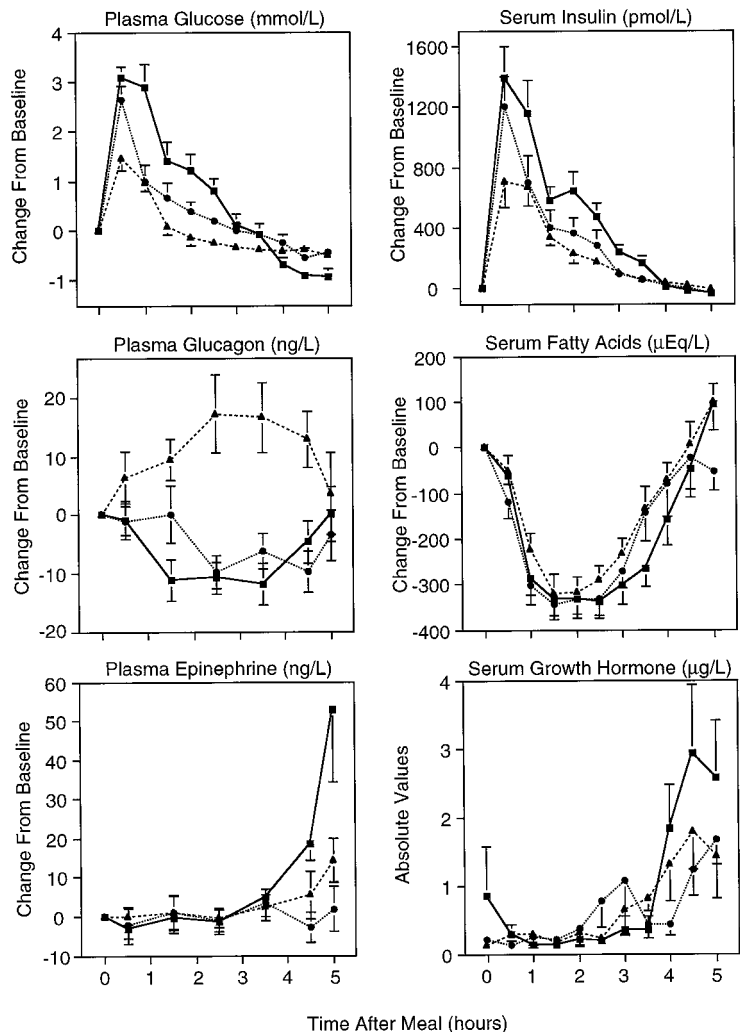 Plasma Glucose (mmol/L)
Change From Baseline
4
3
2
1
0
-1
Serum Insulin (pmol/L)
Change From Baseline
1600
1200
800
400
0
Plasma Glucagon (ng/L)
Change From Baseline
20
10
0
-10
-20
Serum Fatty Acids (μEq/L)
Change From Baseline
200
100
0
-100
-200
-300
-400
Plasma Epinephrine (ng/L)
Change From Baseline
60
50
40
30
20
10
0
-10
0 1 2 3 4 5
Serum Growth Hormone (μg/L)
Absolute Values
4
3
2
1
0
0 1 2 3 4 5
Time After Meal (hours)